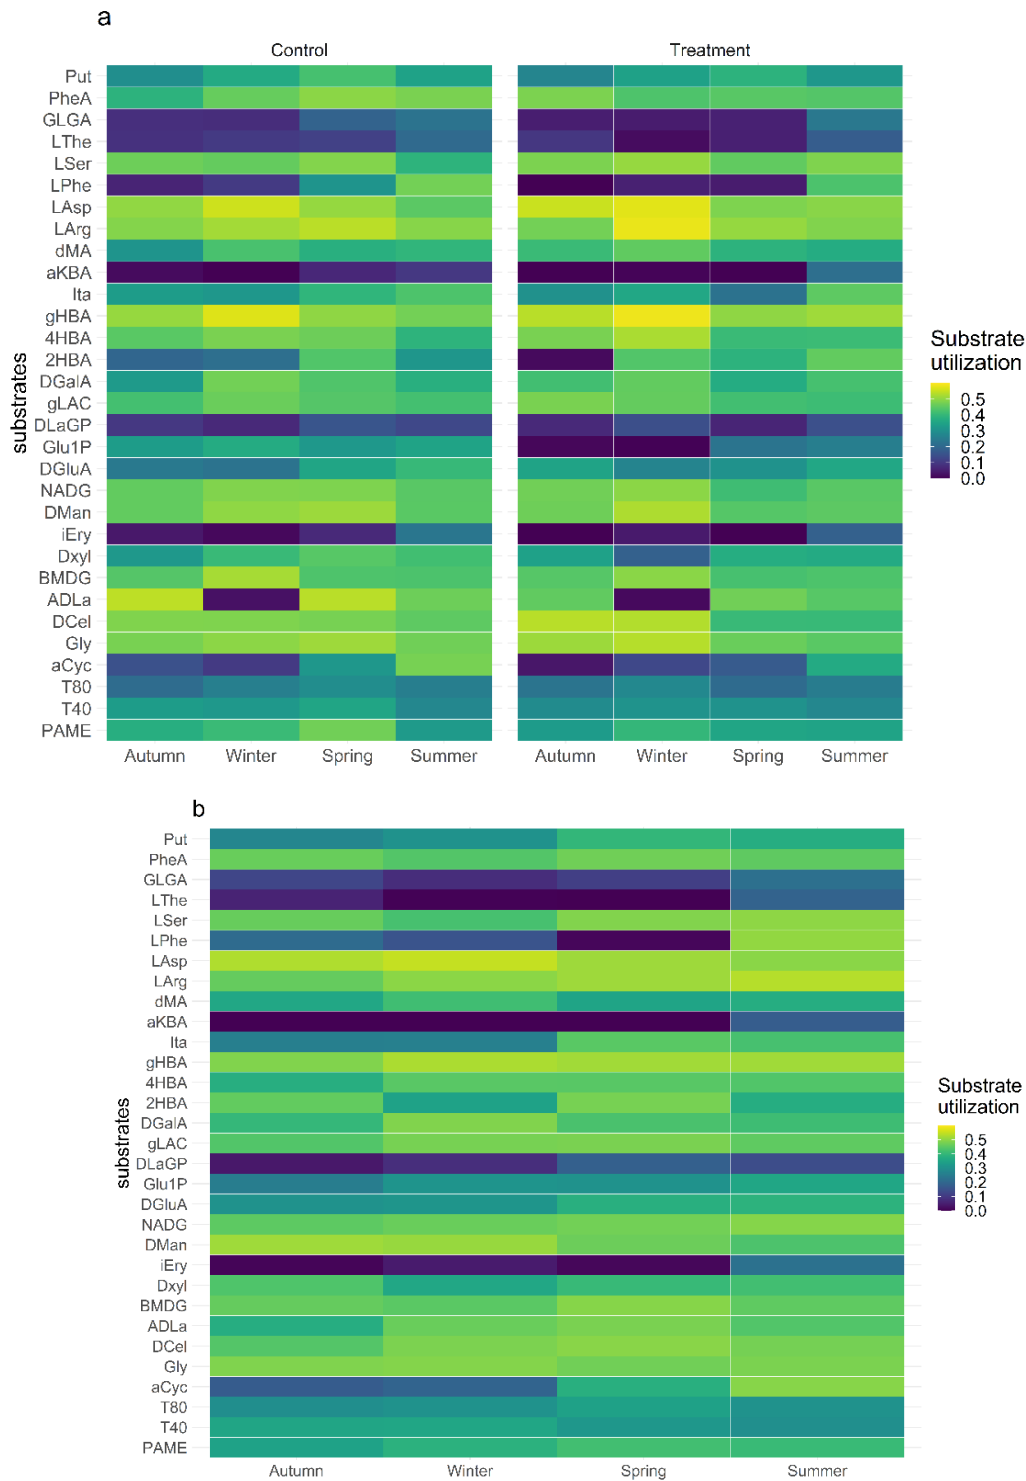 a
Control
Treatment
Put
PheA
GLGA
LThe
LSer
LPhe
LAsp
LArg
dMA
aKBA
Ita
gHBA
4HBA
2HBA
DGalA
gLAC
DLaGP
Glu1P
DGluA
NADG
DMan
iEry
Dxyl
BMDG
ADLa
DCel
Gly
aCyc
T80
T40
PAME
substrates
Autumn Winter Spring Summer
Autumn Winter Spring Summer
Substrate
utilization
0.5
0.4
0.3
0.2
0.1
0.0
b
Put
PheA
GLGA
LThe
LSer
LPhe
LAsp
LArg
dMA
aKBA
Ita
gHBA
4HBA
2HBA
DGalA
gLAC
DLaGP
Glu1P
DGluA
NADG
DMan
iEry
Dxyl
BMDG
ADLa
DCel
Gly
aCyc
T80
T40
PAME
substrates
Autumn Winter Spring Summer
Substrate
utilization
0.5
0.4
0.3
0.2
0.1
0.0